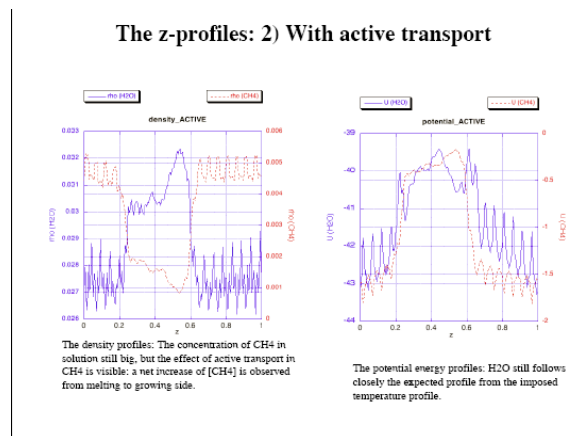 The z-profiles: 2) With active transport
rho (H2O)
rho (CH4)
density_ACTIVE
0.033
0.032
0.031
0.03
0.029
0.028
0.027
0.026
rho (H2O)
0.006
0.005
0.004
0.003
0.002
0.001
0
rho (CH4)
0
0.2
0.4
0.6
0.8
1
z
The density profiles: The concentration of CH4 in
solution still big, but the effect of active transport in
CH4 is visible: a net increase of [CH4] is observed
from melting to growing side.
U (H2O)
U (CH4)
potential_ACTIVE
-39
-40
-41
-42
-43
-44
U (H2O)
0
-0.5
-1
-1.5
-2
U (CH4)
0
0.2
0.4
0.6
0.8
1
z
The potential energy profiles: H2O still follows
closely the expected profile from the imposed
temperature profile.